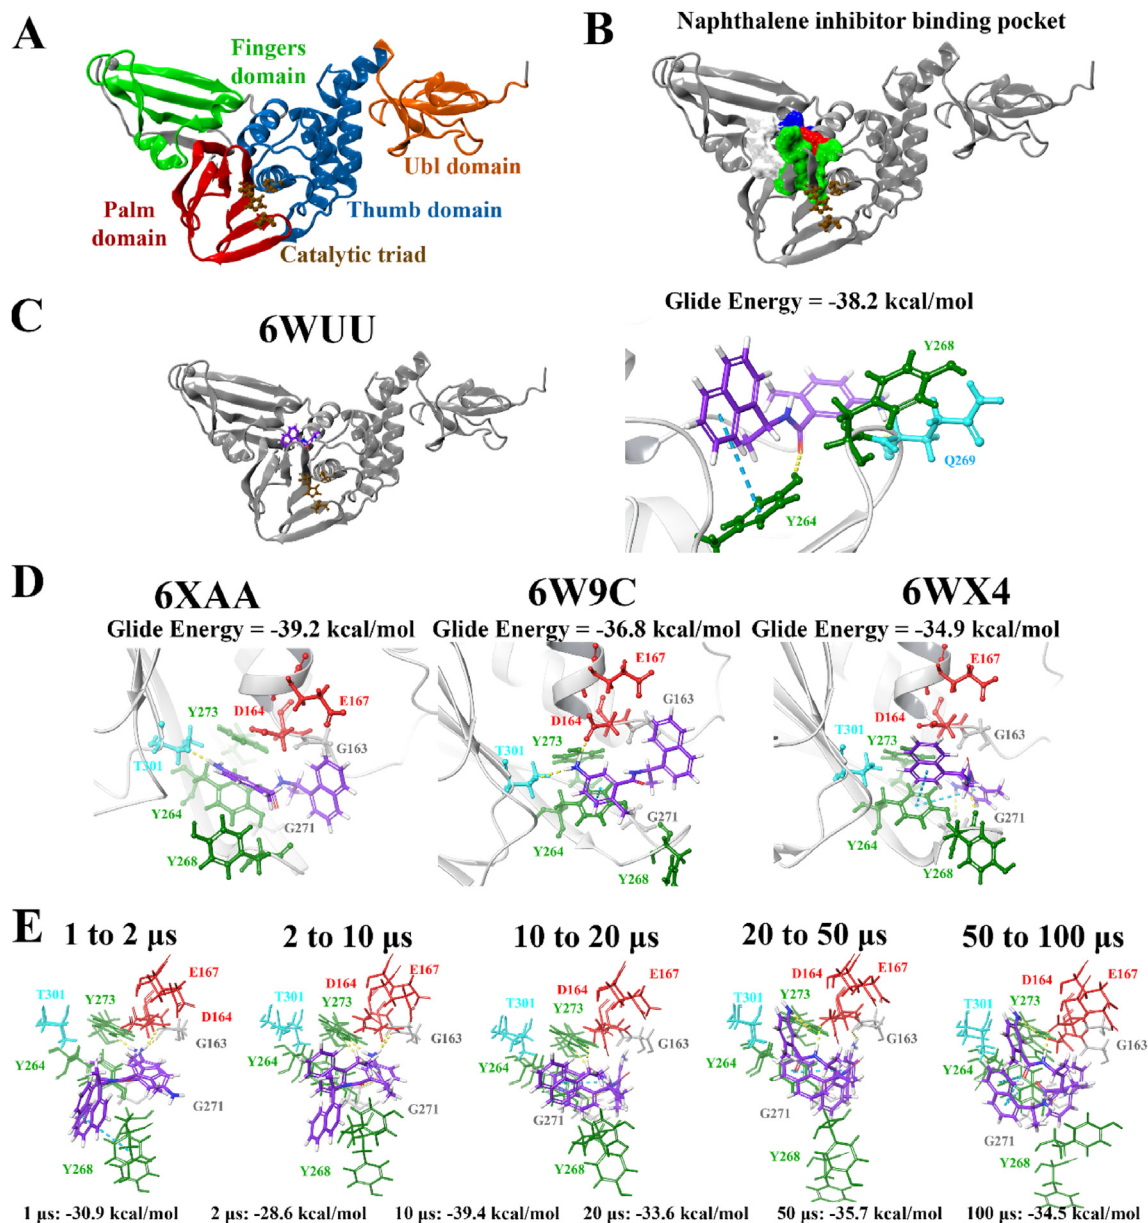 A
Fingers
domain
Ubl domain
Palm
domain
Thumb domain
Catalytic triad
B
Naphthalene inhibitor binding pocket
C
6WUU
Glide Energy = -38.2 kcal/mol
Y268
Q269
Y264
D
6XAA
Glide Energy = -39.2 kcal/mol
E167
D164
Y273
G163
T301
Y264
G271
Y268
6W9C
Glide Energy = -36.8 kcal/mol
E167
D164
G163
Y273
T301
G271
Y264
Y268
6WX4
Glide Energy = -34.9 kcal/mol
E167
D164
Y273
G163
T301
G271
Y264
Y268
E
1 to 2 μs
E167
T301
Y273
D164
G163
Y264
G271
Y268
1 μs: -30.9 kcal/mol
2 to 10 μs
E167
D164
Y273
T301
G163
Y264
G271
Y268
2 μs: -28.6 kcal/mol
10 to 20 μs
E167
D164
Y273
T301
G163
Y264
G271
Y268
10 μs: -39.4 kcal/mol
20 μs: -33.6 kcal/mol
20 to 50 μs
D164
E167
Y273
T301
G163
Y264
G271
Y268
50 μs: -35.7 kcal/mol
50 to 100 μs
D164
E167
T301
Y273
G163
Y264
G271
Y268
100 μs: -34.5 kcal/mol